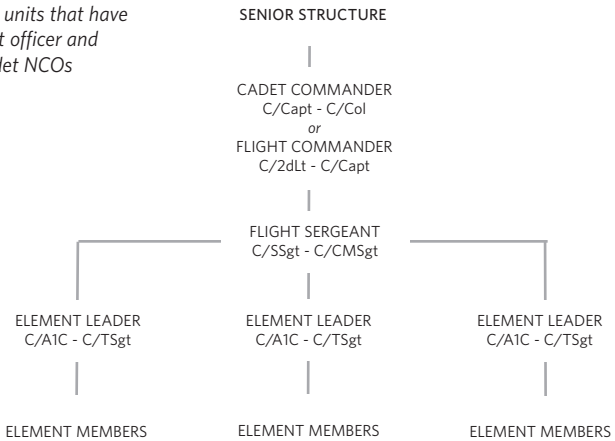 units that have
officer and
NCOs
SENIOR STRUCTURE
CADET COMMANDER
C/Capt - C/Col
or
FLIGHT COMMANDER
C/2dLt - C/Capt
FLIGHT SERGEANT
C/SSgt - C/CMSgt
ELEMENT LEADER
C/A1C - C/TSgt
ELEMENT LEADER
C/A1C - C/TSgt
ELEMENT LEADER
C/A1C - C/TSgt
ELEMENT MEMBERS
ELEMENT MEMBERS
ELEMENT MEMBERS